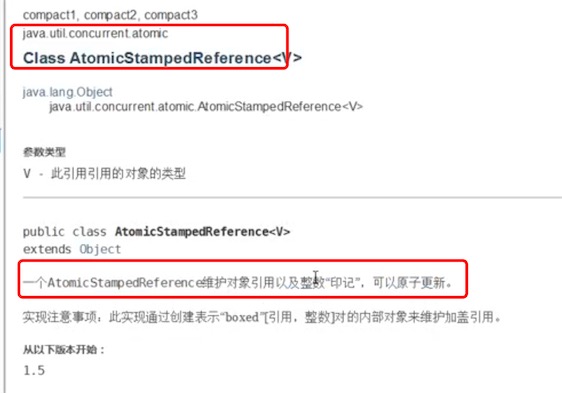 compact1, compact2, compact3
java.util.concurrent.atomic
Class AtomicStampedReference<V>
java.lang.Object
java.util.concurrent.atomic.AtomicStampedReference<V>
参数类型
V - 此引用引用的对象的类型
public class AtomicStampedReference<V>
extends Object
一个AtomicStampedReference维护对象引用以及整数“印记”，可以原子更新。
实现注意事项：此实现通过创建表示“boxed”[引用，整数]对的内部对象来维护加盖引用。
从以下版本开始：
1.5